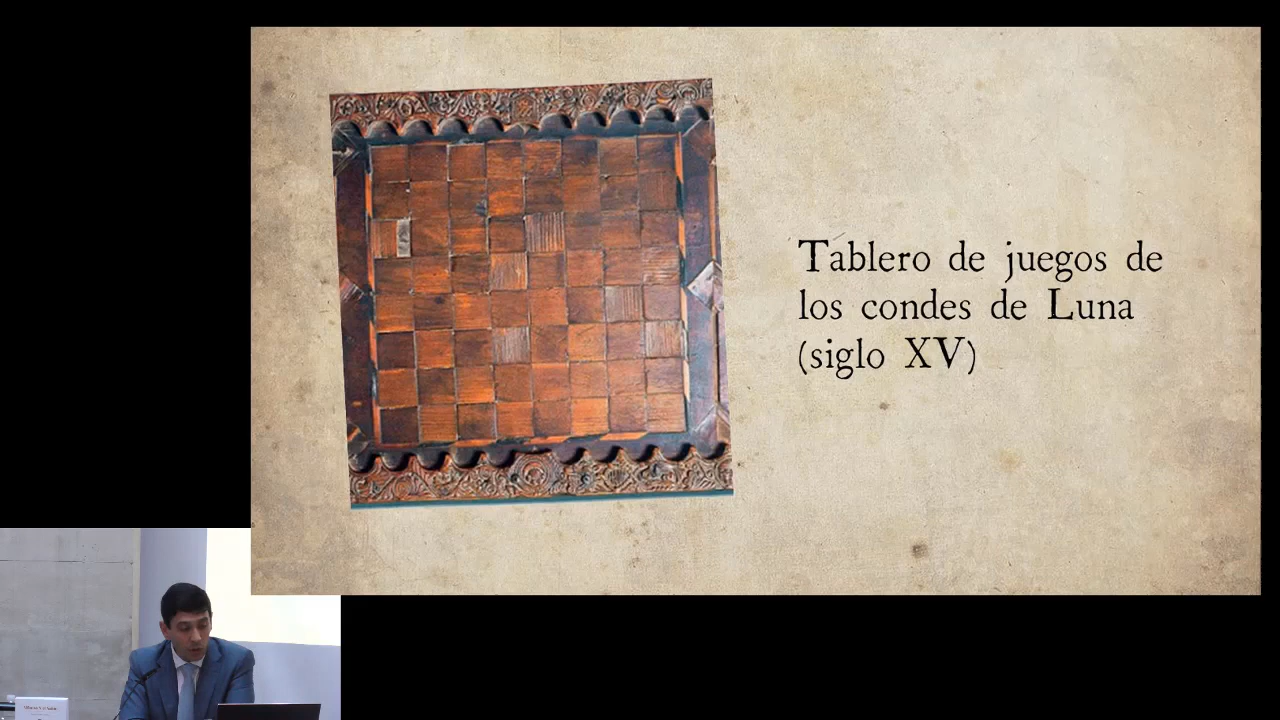 Tablero de juegos de
los condes de Luna
(siglo XV)